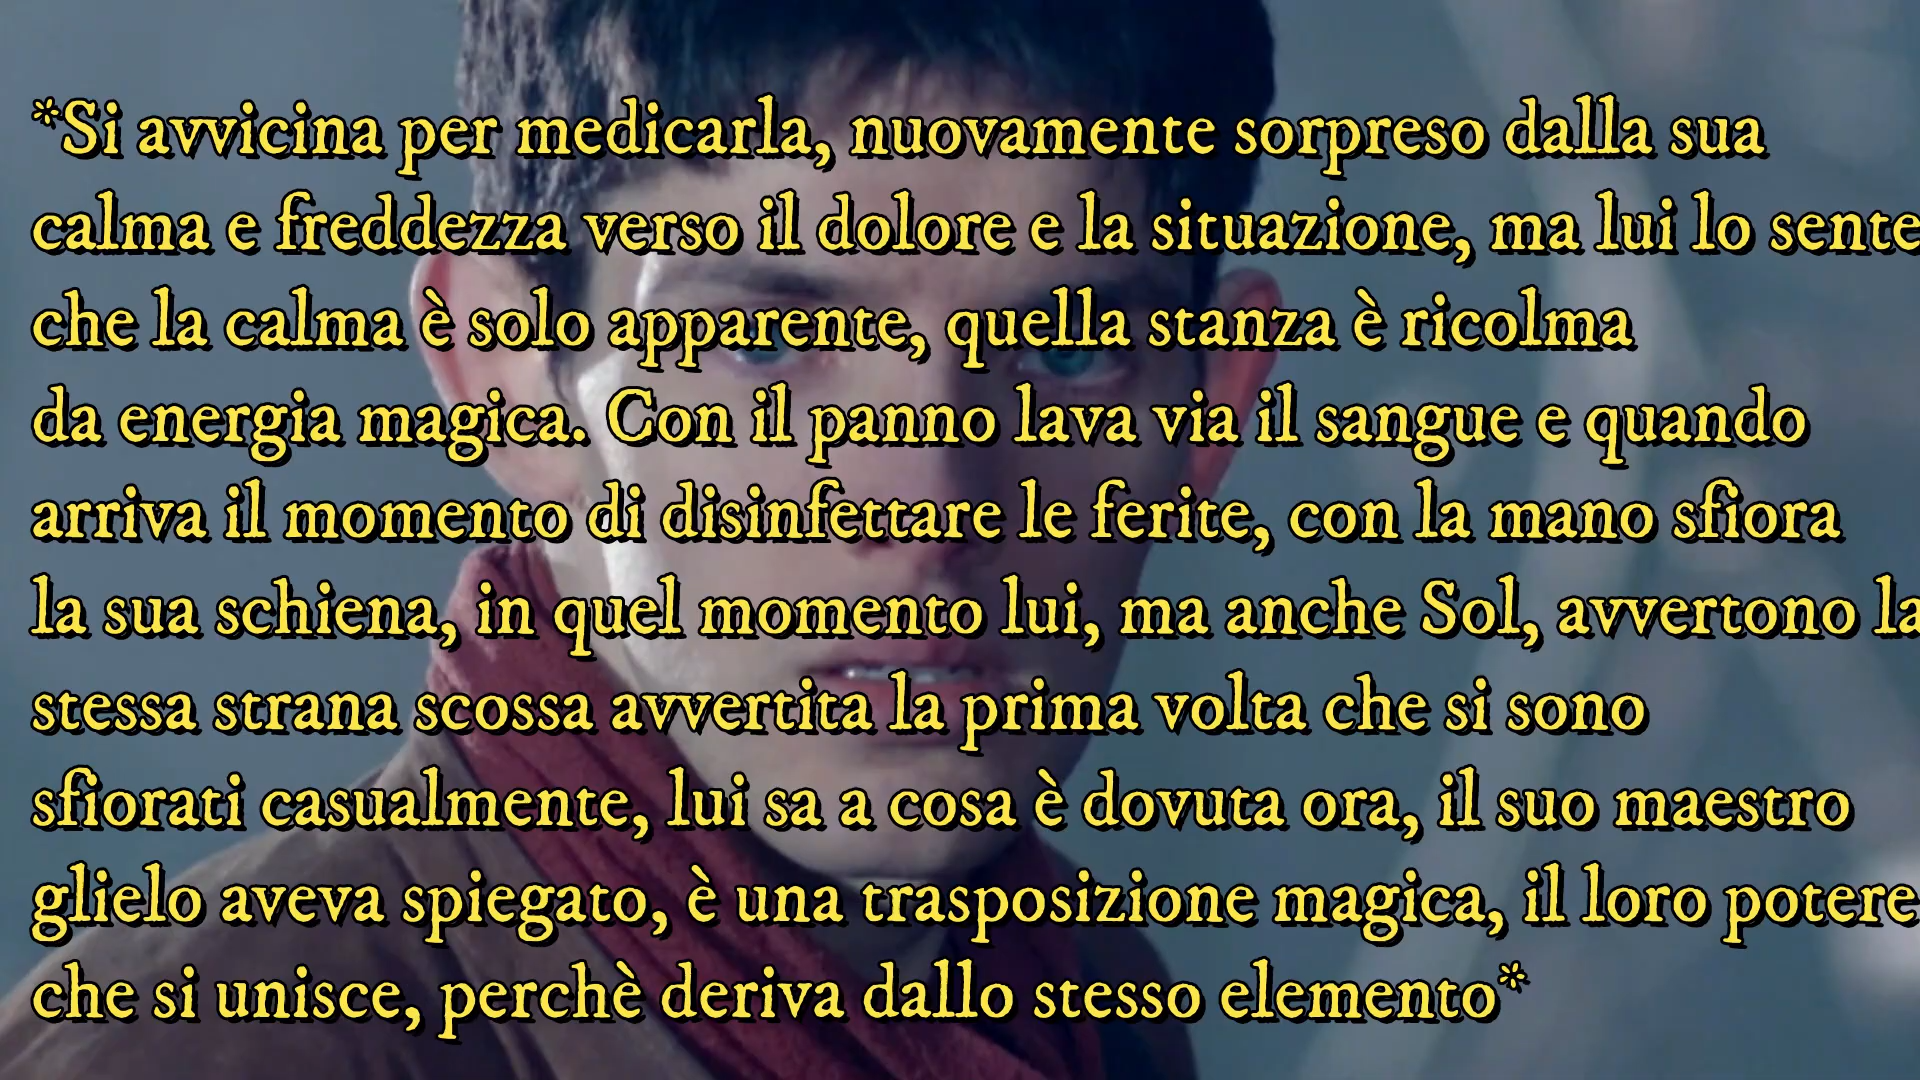 *Si avvicina per medicarla, nuovamente sorpreso dalla sua
calma e freddezza verso il dolore e la situazione, ma lui lo sente
che la calma è solo apparente, quella stanza è ricolma
da energia magica. Con il panno lava via il sangue e quando
arriva il momento di disinfettare le ferite, con la mano sfiora
la sua schiena, in quel momento lui, ma anche Sol, avvertono la
stessa strana scossa avvertita la prima volta che si sono
sfiorati casualmente, lui sa a cosa è dovuta ora, il suo maestro
glielo aveva spiegato, è una trasposizione magica, il loro potere
che si unisce, perchè deriva dallo stesso elemento*